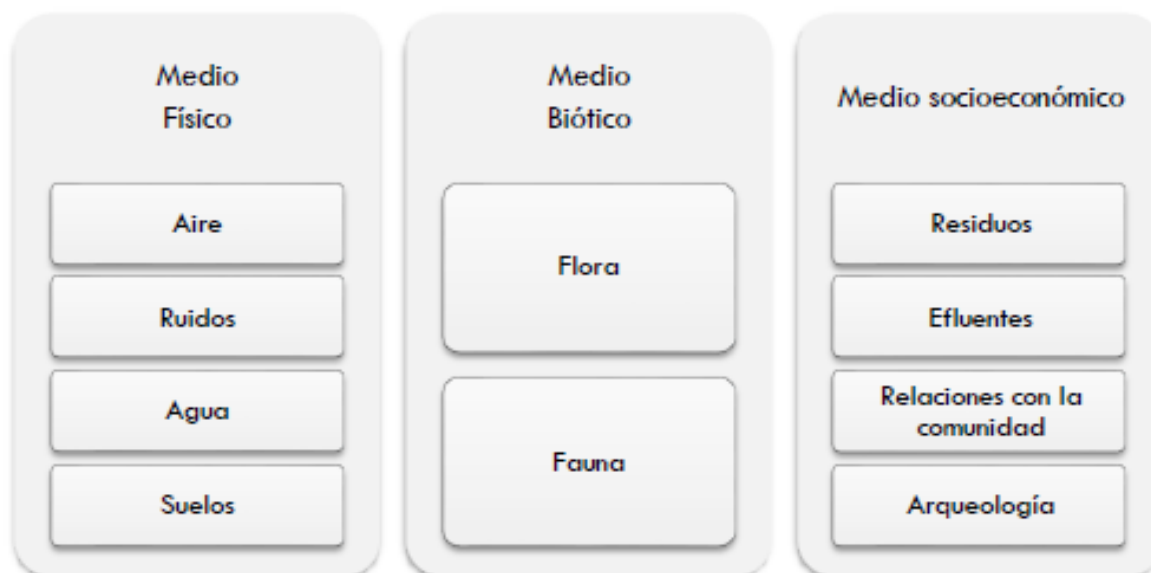 Medio
Físico
Aire
Ruidos
Agua
Suelos
Medio
Biótico
Flora
Fauna
Medio socioeconómico
Residuos
Efluentes
Relaciones con la
comunidad
Arqueología